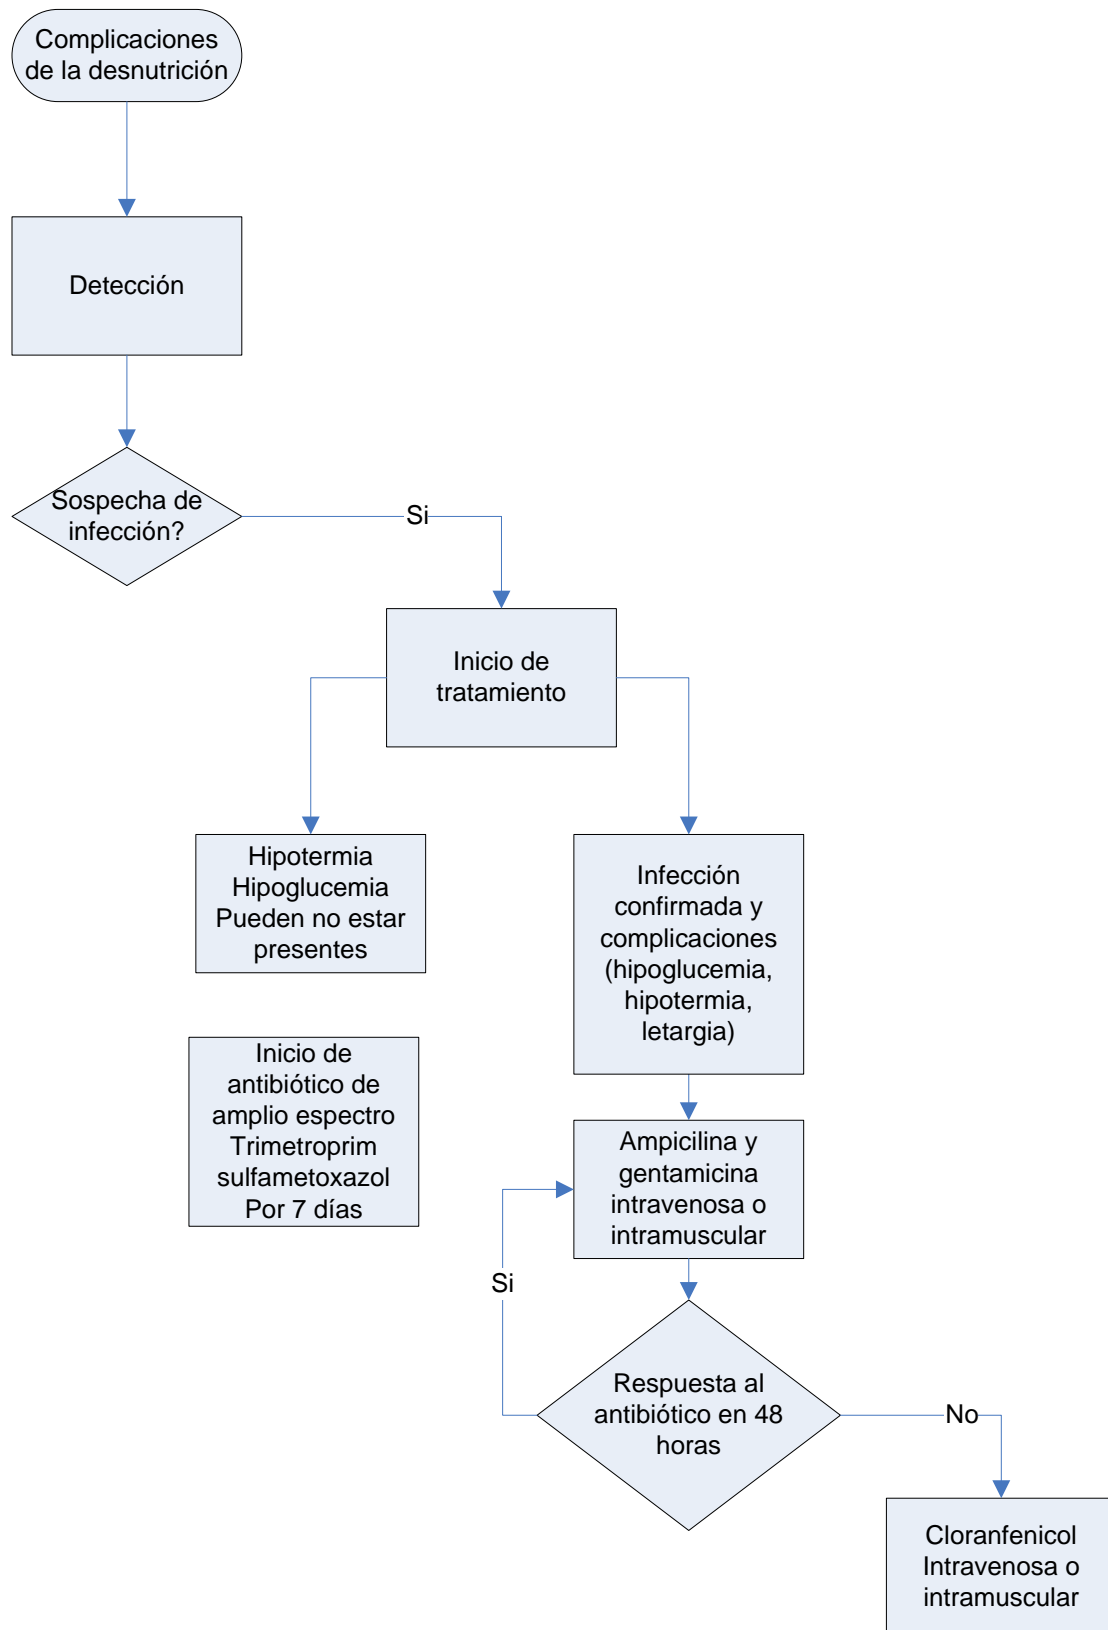 Complicaciones
de la desnutrición
Detección
Sospecha de
infección?
Si
Inicio de
tratamiento
Hipotermia
Hipoglucemia
Pueden no estar
presentes
Infección
confirmada y
complicaciones
(hipoglucemia,
hipotermia,
letargia)
Inicio de
antibiótico de
amplio espectro
Trimetroprim
sulfametoxazol
Por 7 días
Ampicilina y
gentamicina
intravenosa o
intramuscular
Si
Respuesta al
antibiótico en 48
horas
No
Cloranfenicol
Intravenosa o
intramuscular